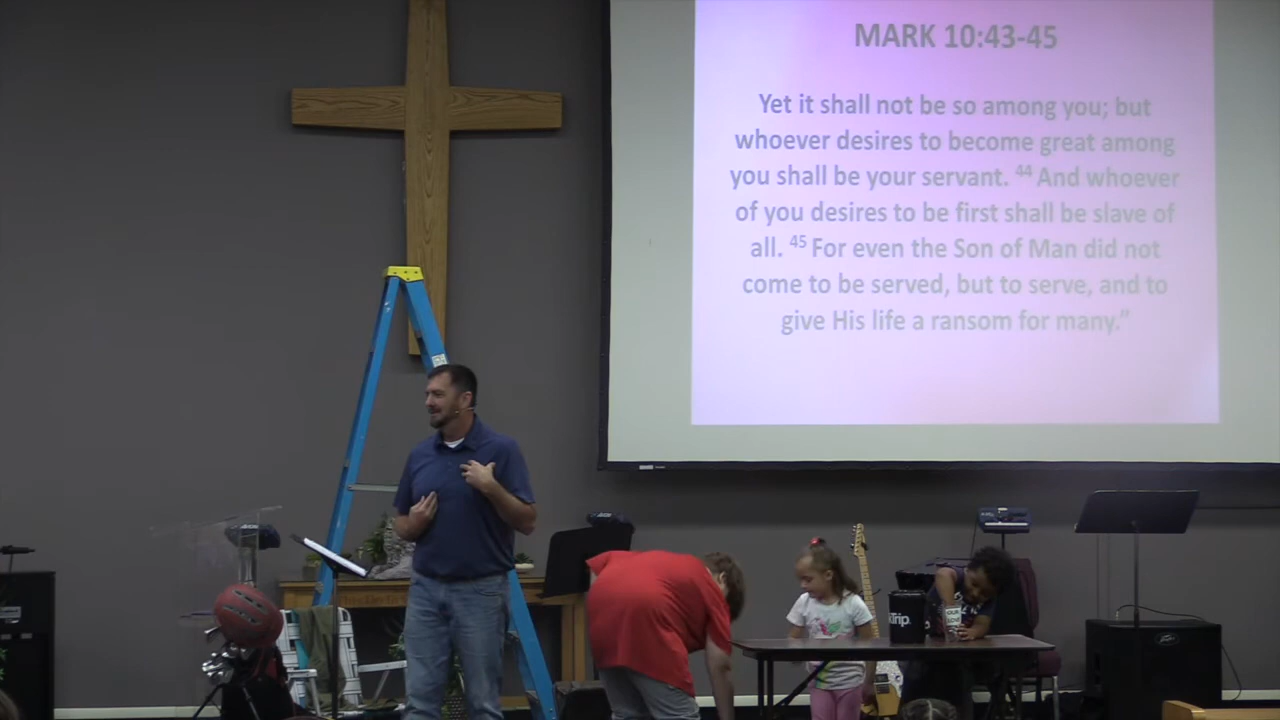 MARK 10:43-45
Yet it shall not be so among you; but
whoever desires to become great among
you shall be your servant. 44 And whoever
of you desires to be first shall be slave of
all. 45 For even the Son of Man did not
come to be served, but to serve, and to
give His life a ransom for many."